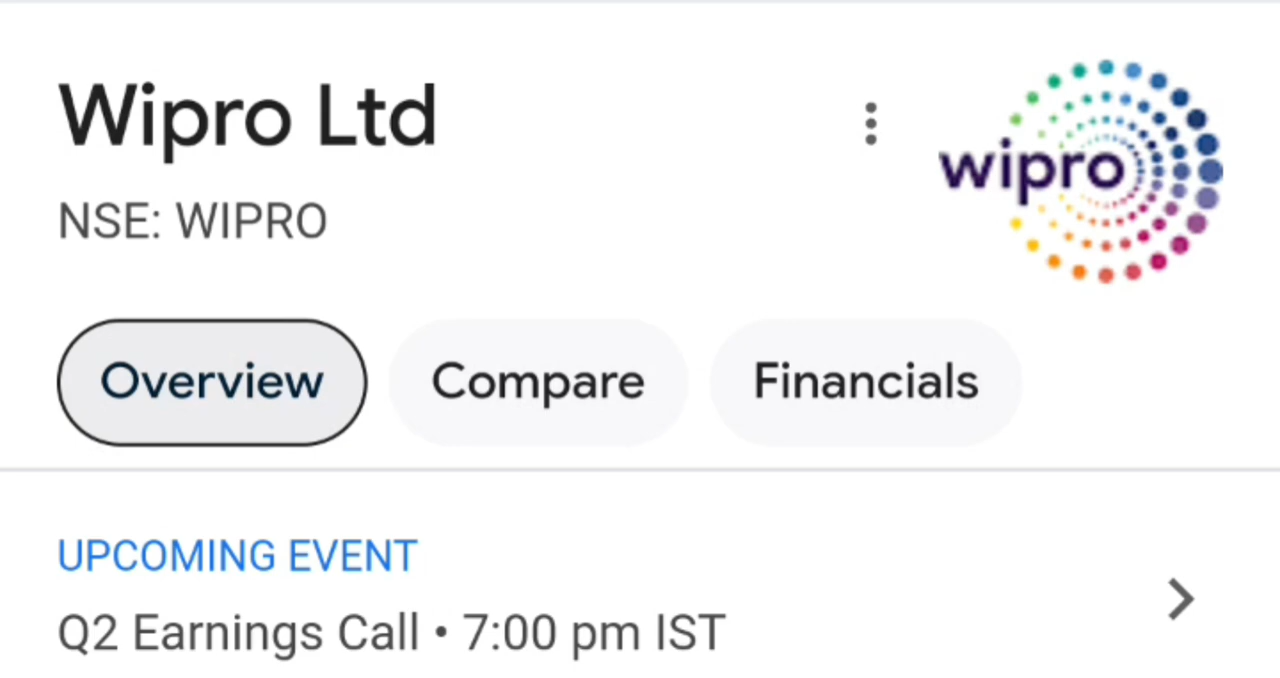 Wipro Ltd
NSE: WIPRO
wipro
Overview
Compare
Financials
UPCOMING EVENT
Q2 Earnings Call • 7:00 pm IST